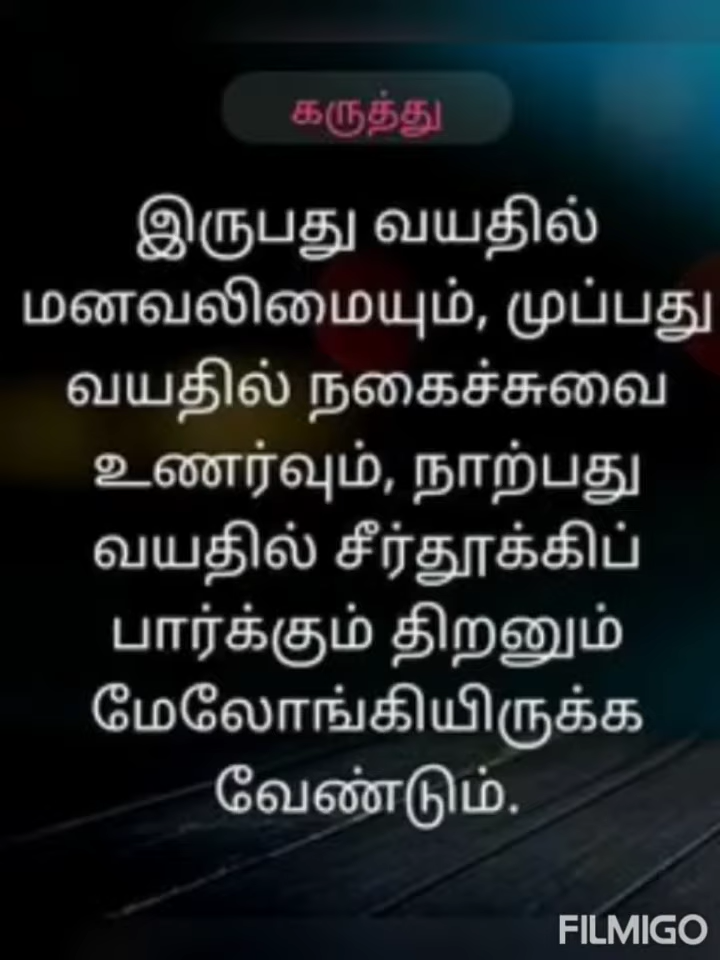 கருத்து
இருபது வயதில்
மனவலிமையும், முப்பது
வயதில் நகைச்சுவை
உணர்வும், நாற்பது
வயதில் சீர்தூக்கிப்
பார்க்கும் திறனும்
மேலோங்கியிருக்க
வேண்டும்.
FILMIGO